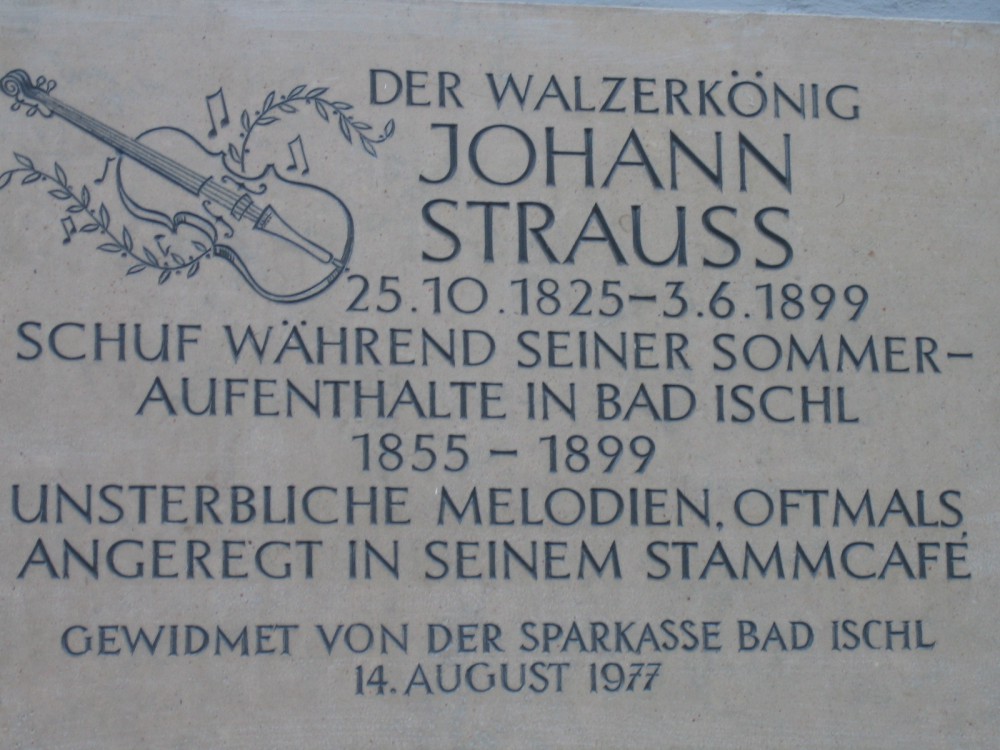 DER WALZERKÖNIG
JOHANN
STRAUSS
25.10.1825–3.6.1899
SCHUF WÄHREND SEINER SOMMER-
AUFENTHALTE IN BAD ISCHL
1855 – 1899
UNSTERBLICHE MELODIEN, OFTMALS
ANGEREGT IN SEINEM STAMMCAFÉ
GEWIDMET VON DER SPARKASSE BAD ISCHL
14. AUGUST 1977